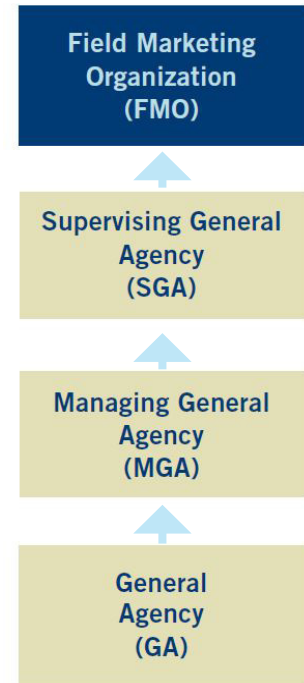 Field Marketing
Organization
(FMO)
Supervising General
Agency
(SGA)
Managing General
Agency
(MGA)
General
Agency
(GA)